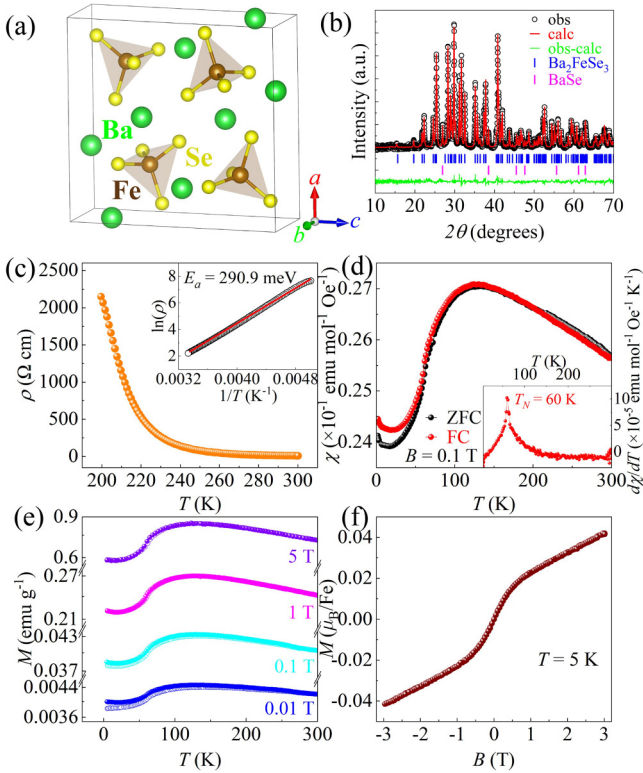 (a)
Ba
Se
Fe
a
b
c
(b)
Intensity (a.u.)
obs
calc
obs-calc
Ba₂FeSe₃
BaSe
10 20 30 40 50 60 70
2θ (degrees)
(c)
2500
2000
1500
1000
500
0
ρ (Ω cm)
200 220 240 260 280 300
T (K)
Eₐ = 290.9 meV
10
8
6
4
2
ln(ρ)
0.0032 0.0040 0.0048
1/T (K⁻¹)
(d)
0.27
0.26
0.25
0.24
χ (×10⁻¹ emu mol⁻¹ Oe⁻¹)
0 100 200 300
T (K)
ZFC
FC
B = 0.1 T
T (K)
100 200
T_N = 60 K
10
5
0
dχ/dT (×10⁻⁵ emu mol⁻¹ Oe⁻¹ K⁻¹)
(e)
0.9
0.6
0.27
0.21
0.043
0.037
0.0044
0.0036
M (emu g⁻¹)
5 T
1 T
0.1 T
0.01 T
0 100 200 300
T (K)
(f)
0.04
0.02
0.00
-0.02
-0.04
M (μ_B/Fe)
T = 5 K
-3 -2 -1 0 1 2 3
B (T)